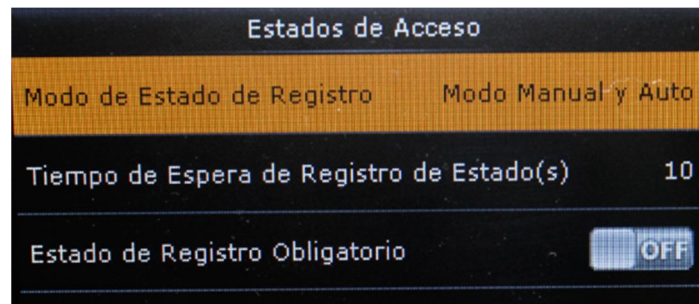 Estados de Acceso
Modo de Estado de Registro Modo Manual y Auto
Tiempo de Espera de Registro de Estado(s) 10
Estado de Registro Obligatorio OFF